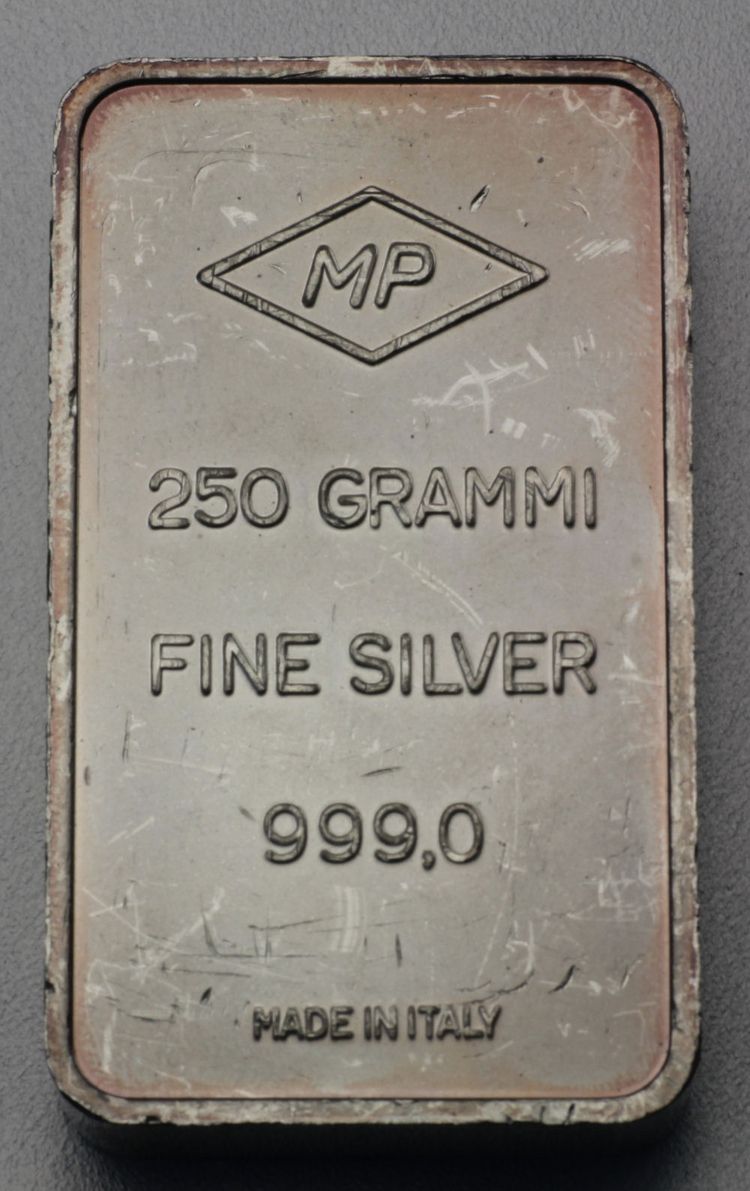 MP
250 GRAMMI
FINE SILVER
999,0
MADE IN ITALY